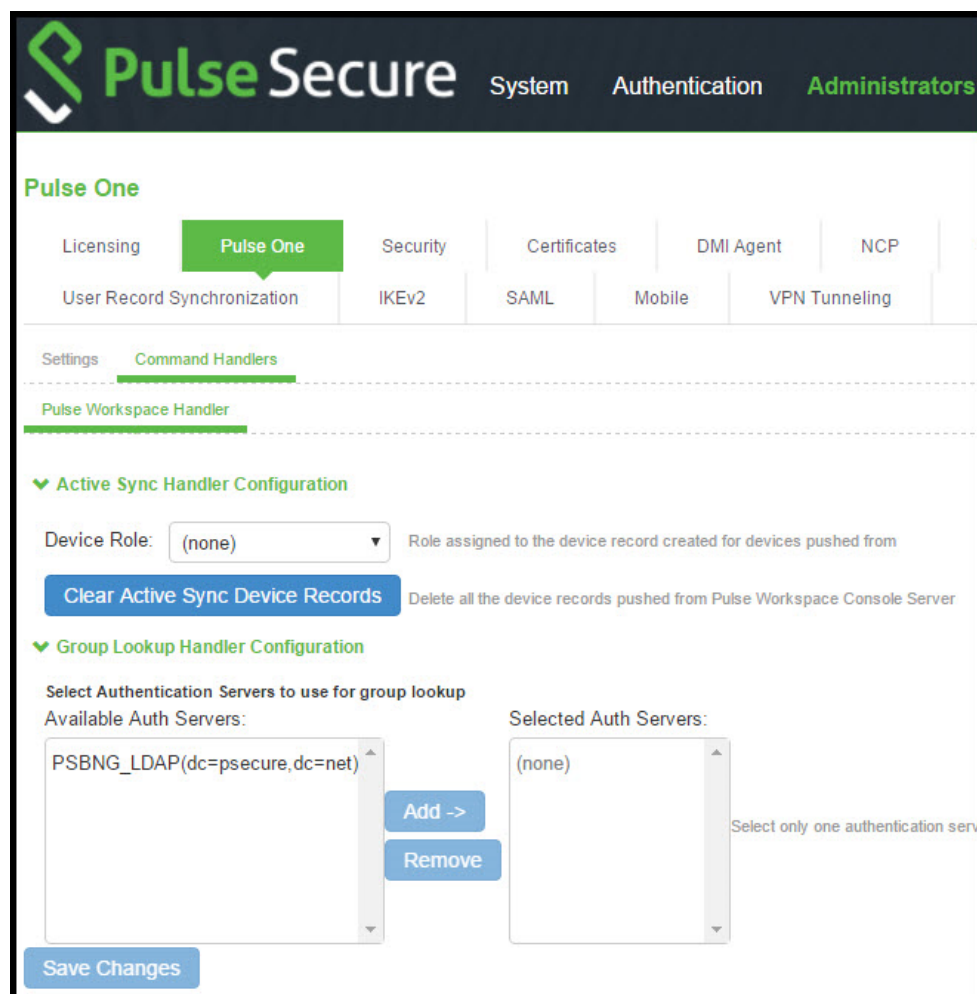 Pulse Secure System Authentication Administrators
Pulse One
Licensing Pulse One Security Certificates DMI Agent NCP
User Record Synchronization IKEv2 SAML Mobile VPN Tunneling
Settings Command Handlers
Pulse Workspace Handler
Active Sync Handler Configuration
Device Role: (none) Role assigned to the device record created for devices pushed from
Clear Active Sync Device Records Delete all the device records pushed from Pulse Workspace Console Server
Group Lookup Handler Configuration
Select Authentication Servers to use for group lookup
Available Auth Servers: Selected Auth Servers:
PSBNG_LDAP(dc=psecure,dc=net) (none)
Add ->
Select only one authentication serv
Remove
Save Changes